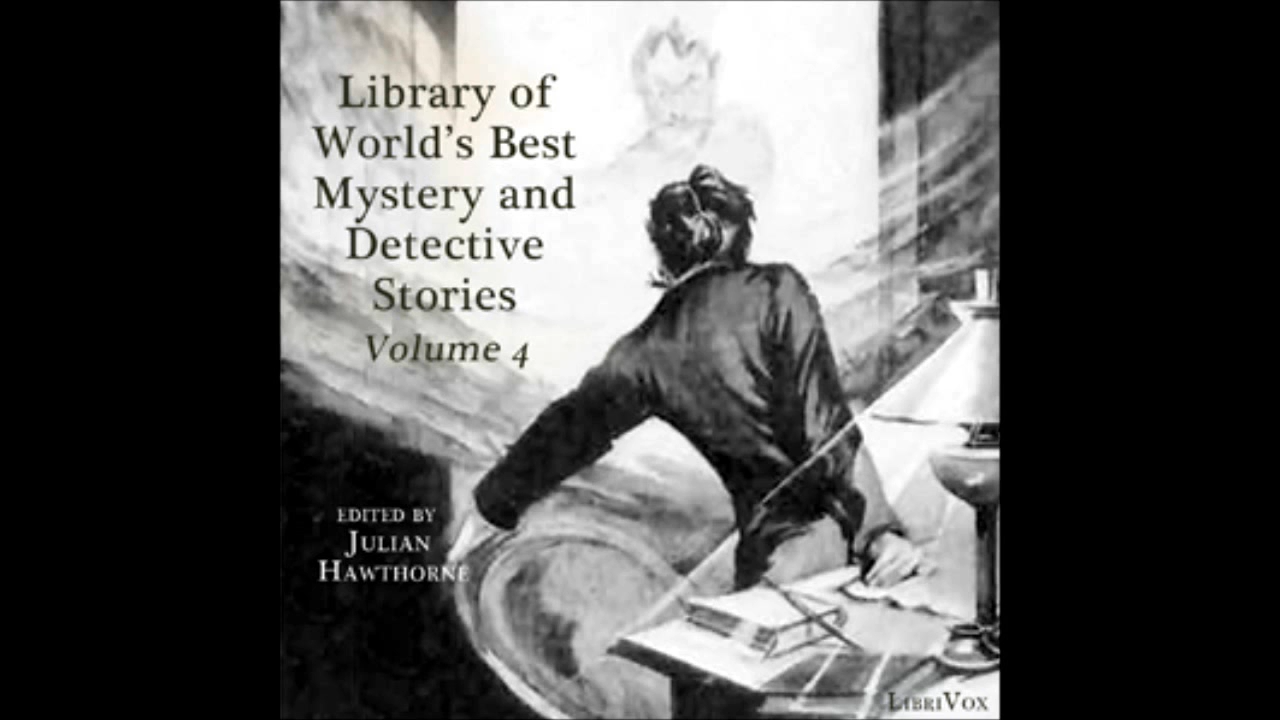 Library of
World's Best
Mystery and
Detective
Stories
Volume 4
EDITED BY
JULIAN
HAWTHORNE
LIBRIVOX